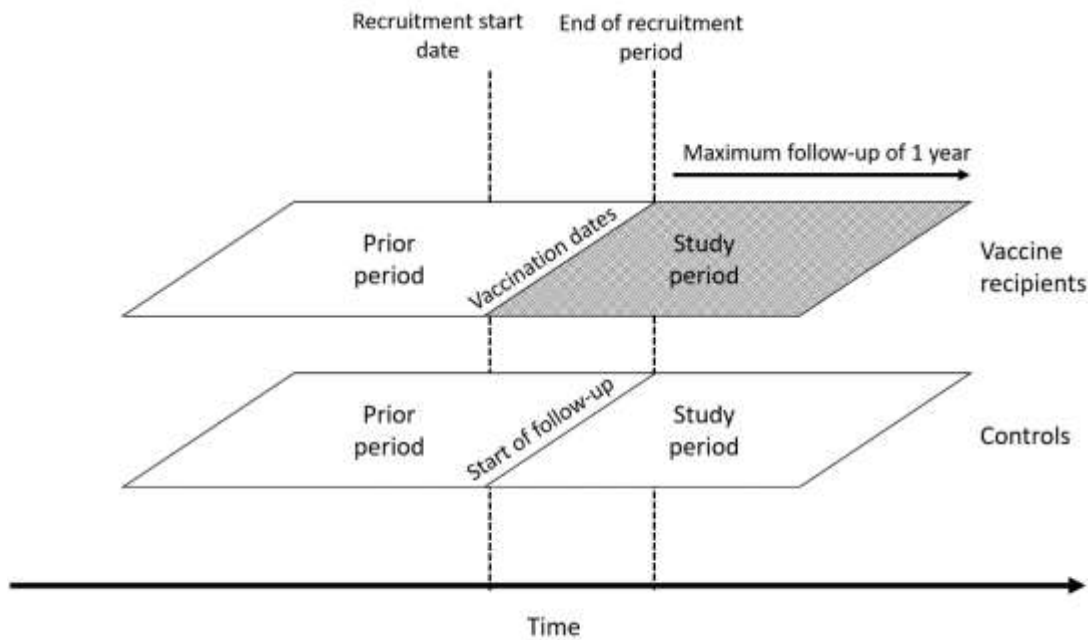 Recruitment start
date
End of recruitment
period
Maximum follow-up of 1 year
Prior
period
Vaccination dates
Study
period
Vaccine
recipients
Prior
period
Start of follow-up
Study
period
Controls
Time